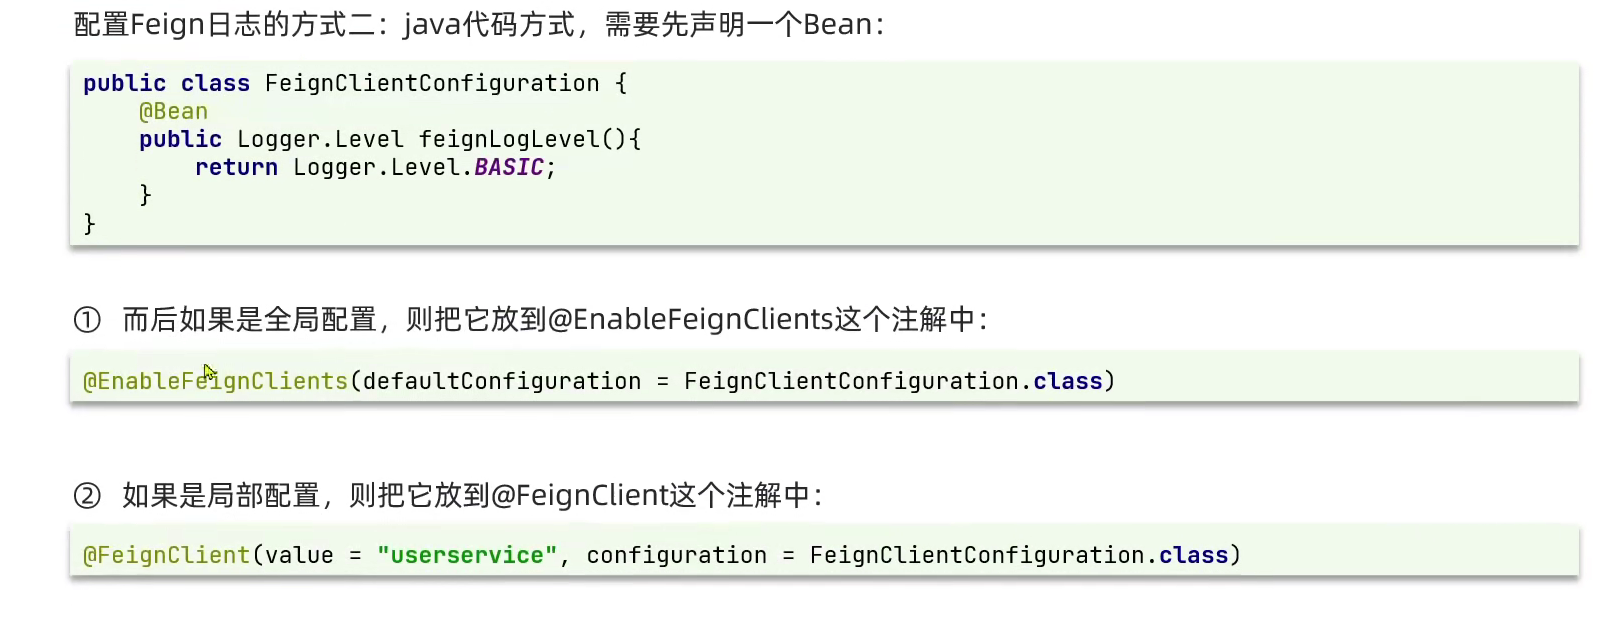 配置Feign日志的方式二：java代码方式，需要先声明一个Bean：
public class FeignClientConfiguration {
    @Bean
    public Logger.Level feignLogLevel(){
        return Logger.Level.BASIC;
    }
}
① 而后如果是全局配置，则把它放到@EnableFeignClients这个注解中：
@EnableFeignClients(defaultConfiguration = FeignClientConfiguration.class)
② 如果是局部配置，则把它放到@FeignClient这个注解中：
@FeignClient(value = "userservice", configuration = FeignClientConfiguration.class)